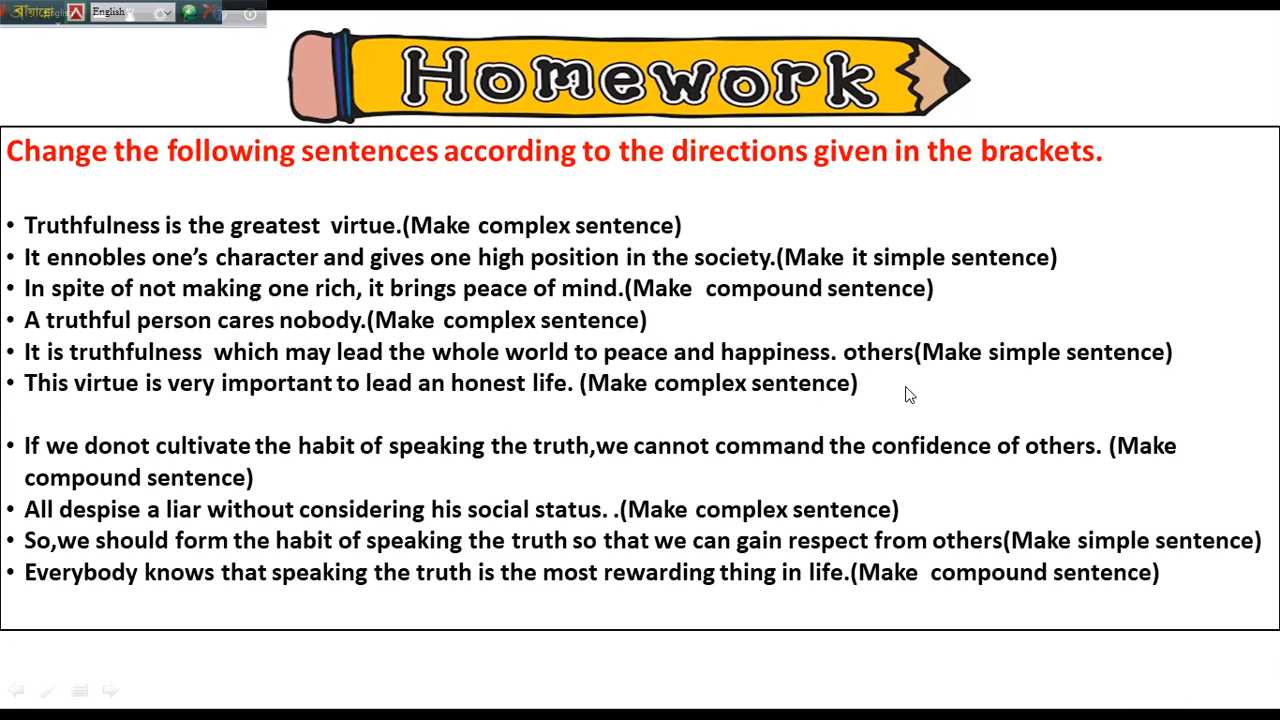 English
Homework
Change the following sentences according to the directions given in the brackets.
• Truthfulness is the greatest virtue.(Make complex sentence)
• It ennobles one’s character and gives one high position in the society.(Make it simple sentence)
• In spite of not making one rich, it brings peace of mind.(Make compound sentence)
• A truthful person cares nobody.(Make complex sentence)
• It is truthfulness which may lead the whole world to peace and happiness. others(Make simple sentence)
• This virtue is very important to lead an honest life. (Make complex sentence)
• If we donot cultivate the habit of speaking the truth,we cannot command the confidence of others. (Make
compound sentence)
• All despise a liar without considering his social status. .(Make complex sentence)
• So,we should form the habit of speaking the truth so that we can gain respect from others(Make simple sentence)
• Everybody knows that speaking the truth is the most rewarding thing in life.(Make compound sentence)